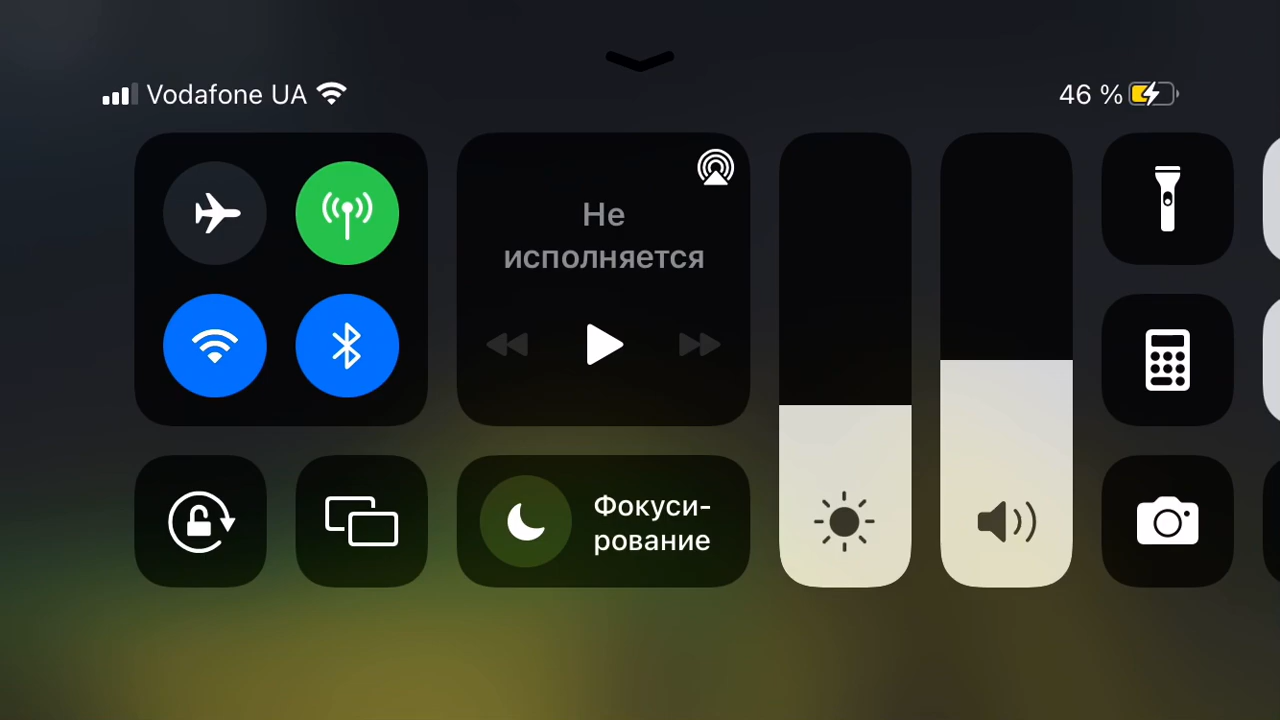 Vodafone UA
46 %
Не
исполняется
Фокуси-
рование